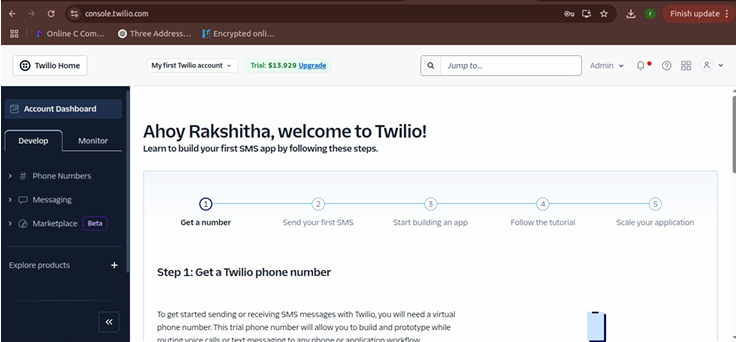 console.twilio.com
Finish update
Online C Com... Three Address... Encrypted onli...
Twilio Home
My first Twilio account
Trial: $13.929 Upgrade
Jump to...
Admin
Account Dashboard
Develop Monitor
Phone Numbers
Messaging
Marketplace Beta
Explore products
Ahoy Rakshitha, welcome to Twilio!
Learn to build your first SMS app by following these steps.
1 2 3 4 5
Get a number Send your first SMS Start building an app Follow the tutorial Scale your application
Step 1: Get a Twilio phone number
To get started sending or receiving SMS messages with Twilio, you will need a virtual
phone number. This trial phone number will allow you to build and prototype while
routing voice calls or text messaging to any phone or application workflow.